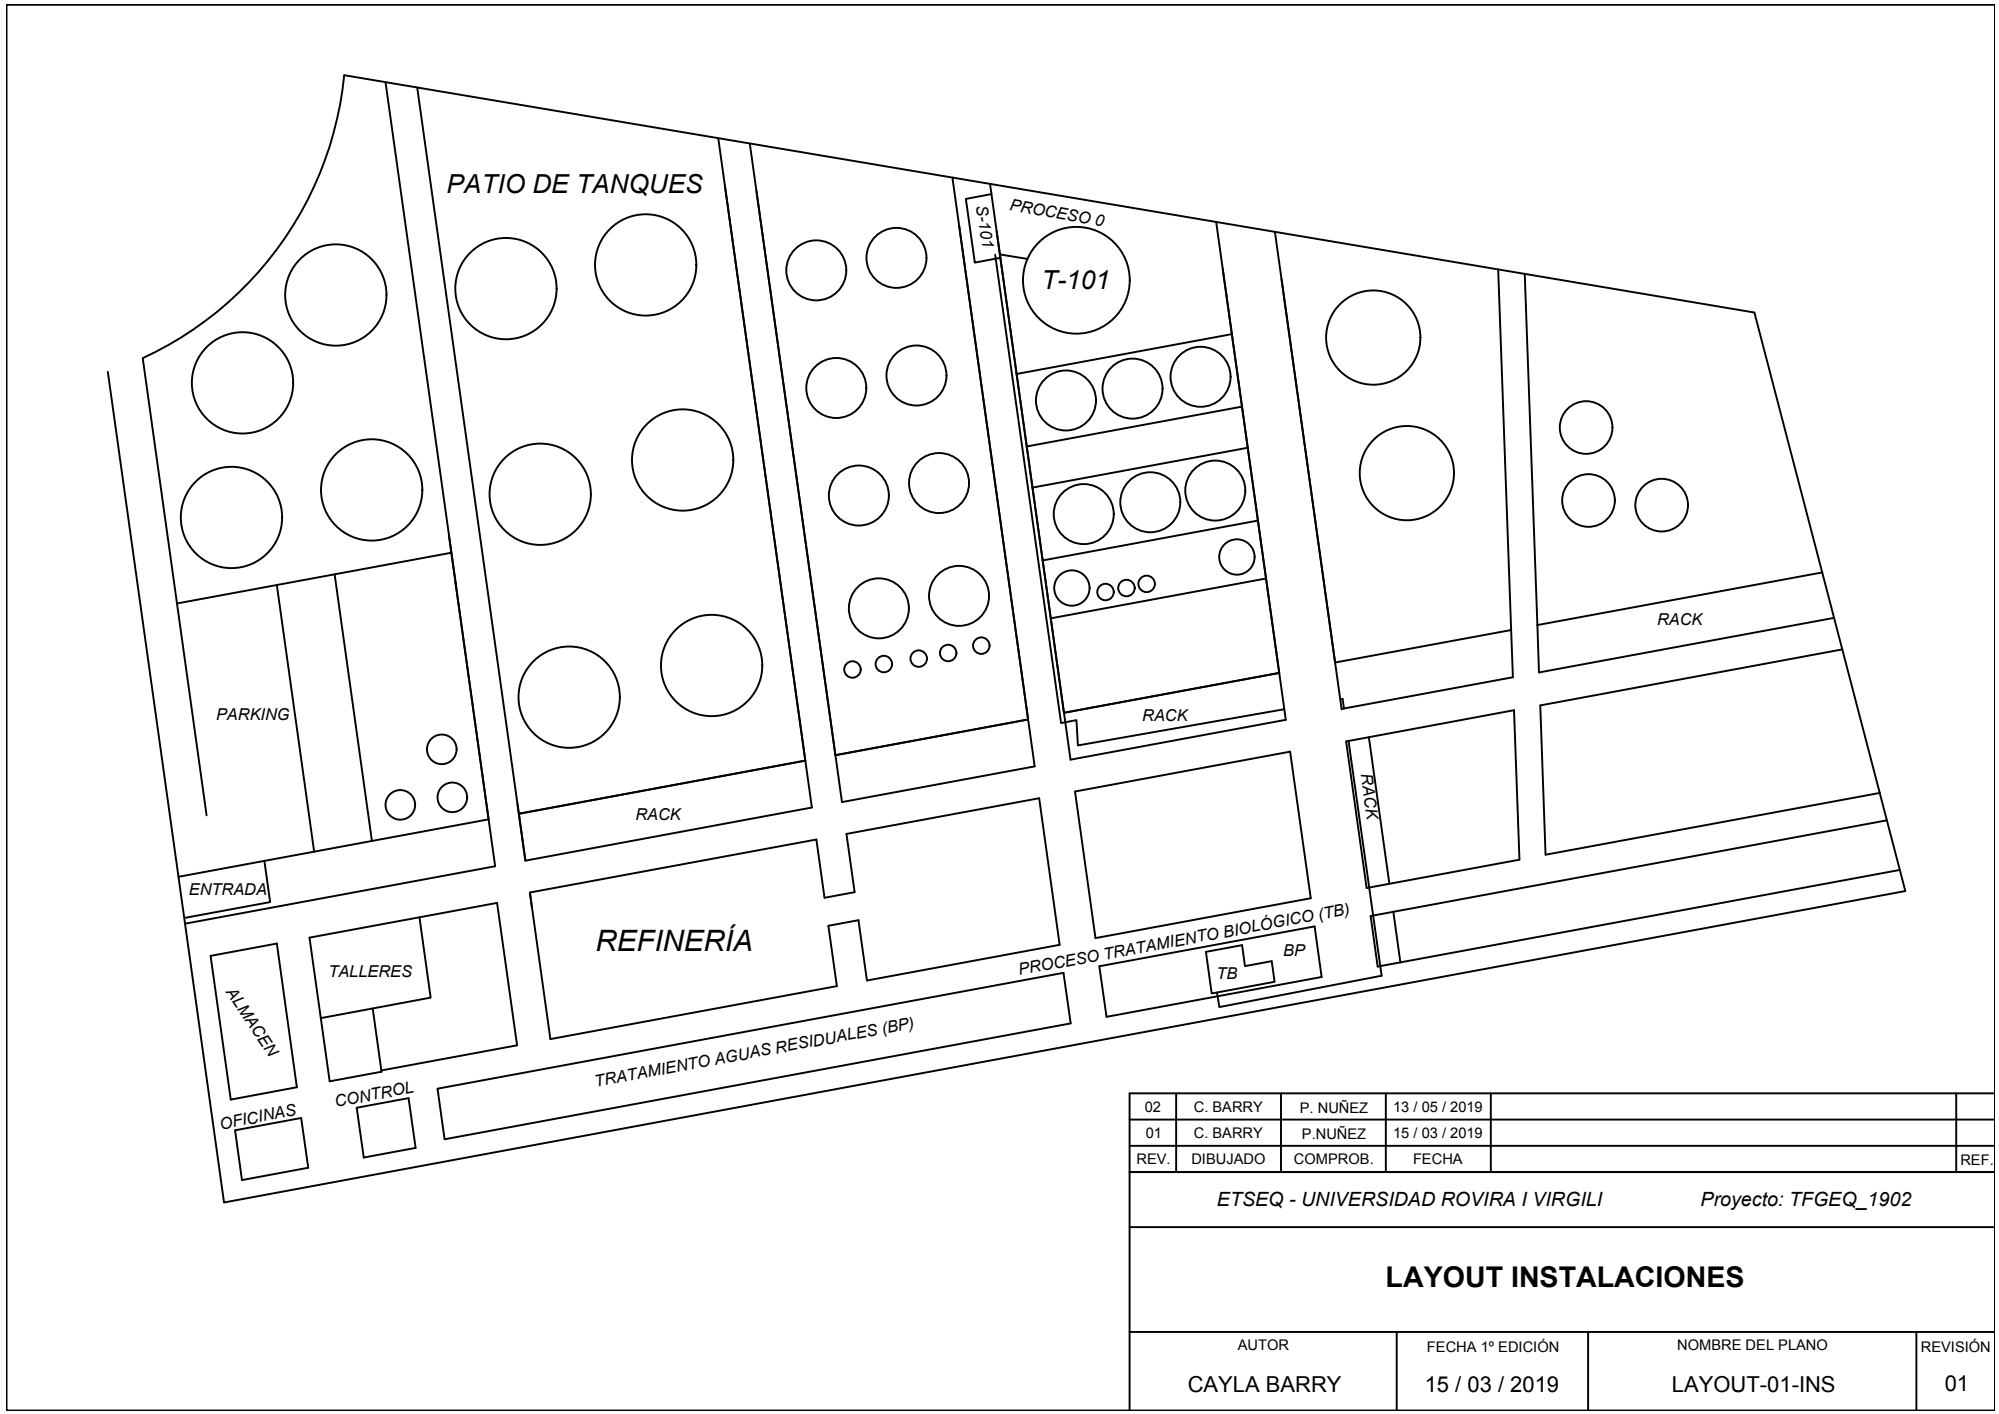 PATIO DE TANQUES
S-101
PROCESO 0
T-101
RACK
PARKING
RACK
RACK
RACK
ENTRADA
REFINERÍA
PROCESO TRATAMIENTO BIOLÓGICO (TB)
TALLERES
BP
TB
ALMACEN
TRATAMIENTO AGUAS RESIDUALES (BP)
CONTROL
OFICINAS
02 C. BARRY P. NUÑEZ 13 / 05 / 2019
01 C. BARRY P.NUÑEZ 15 / 03 / 2019
REV. DIBUJADO COMPROB. FECHA REF.
ETSEQ - UNIVERSIDAD ROVIRA I VIRGILI Proyecto: TFGEQ_1902
LAYOUT INSTALACIONES
AUTOR FECHA 1º EDICIÓN NOMBRE DEL PLANO REVISIÓN
CAYLA BARRY 15 / 03 / 2019 LAYOUT-01-INS 01